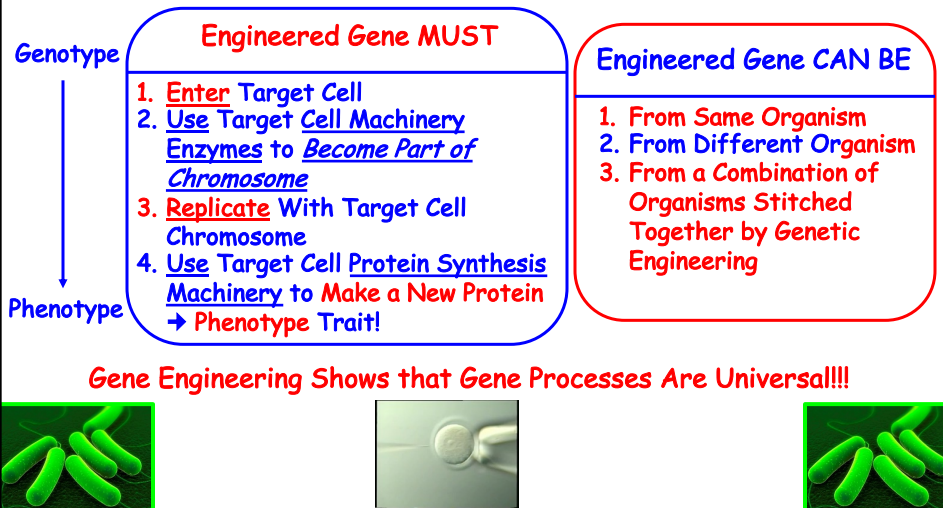 Genotype
Phenotype
Engineered Gene MUST
1. Enter Target Cell
2. Use Target Cell Machinery
Enzymes to Become Part of
Chromosome
3. Replicate With Target Cell
Chromosome
4. Use Target Cell Protein Synthesis
Machinery to Make a New Protein
➔ Phenotype Trait!
Engineered Gene CAN BE
1. From Same Organism
2. From Different Organism
3. From a Combination of
Organisms Stitched
Together by Genetic
Engineering
Gene Engineering Shows that Gene Processes Are Universal!!!